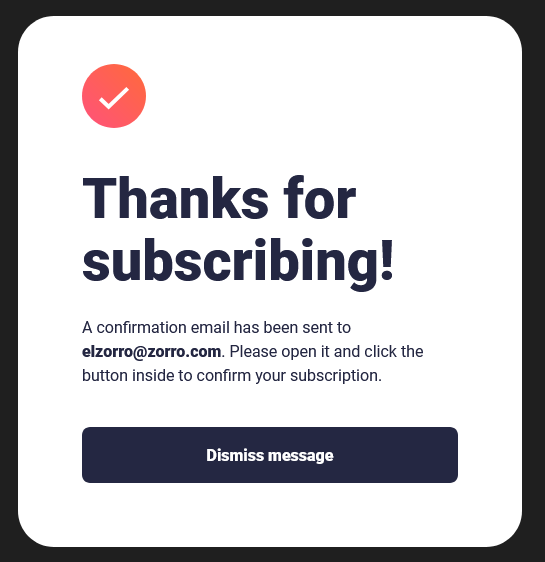 Thanks for
subscribing!
A confirmation email has been sent to
elzorro@zorro.com. Please open it and click the
button inside to confirm your subscription.
Dismiss message